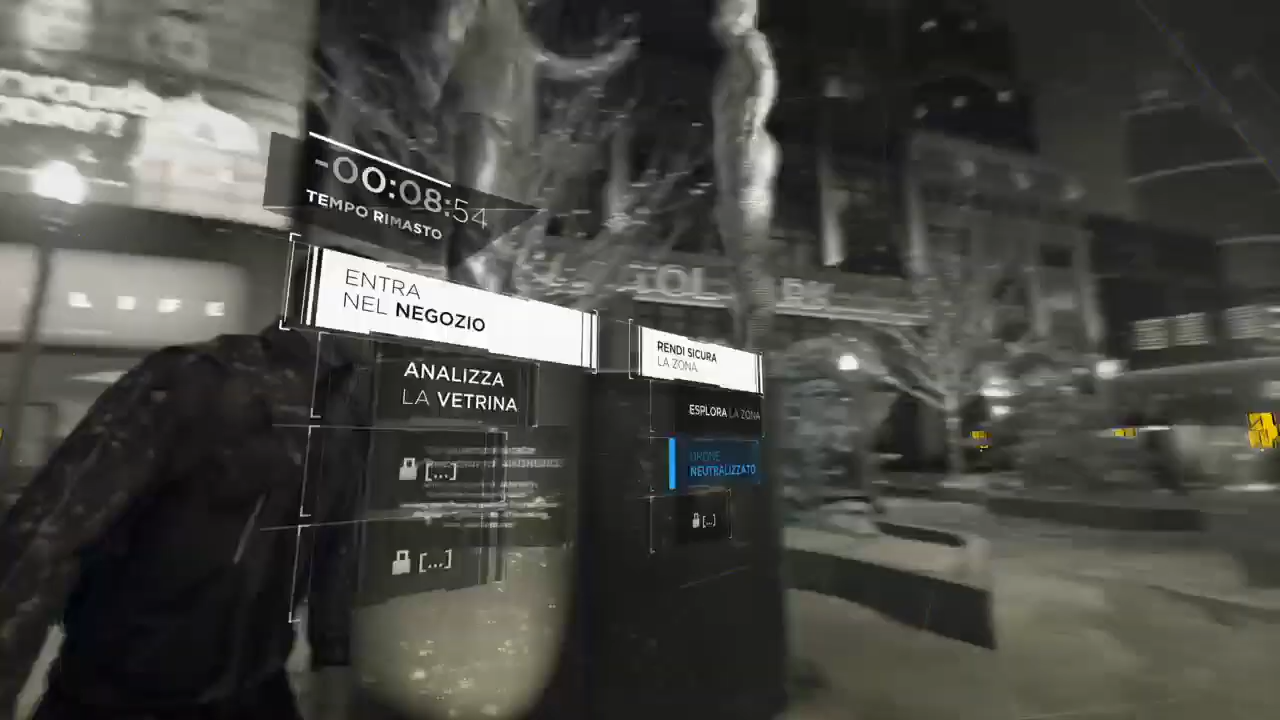 -00:08:54
TEMPO RIMASTO
ENTRA
NEL NEGOZIO
ANALIZZA
LA VETRINA
[...]
[...]
RENDI SICURA
LA ZONA
ESPLORA LA ZONA
DRONE
NEUTRALIZZATO
[...]